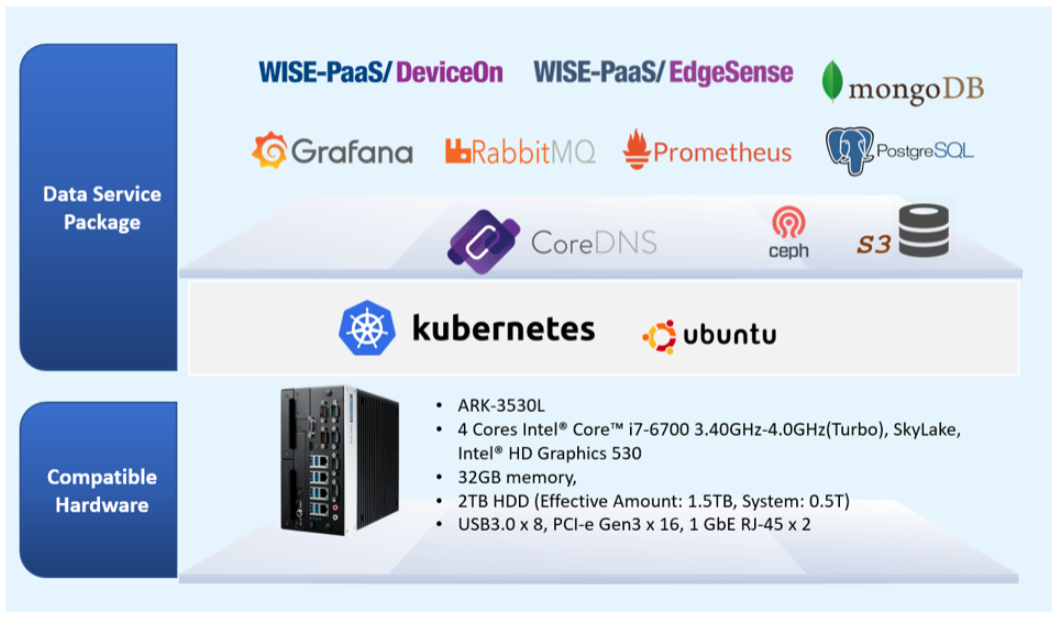 WISE-PaaS/DeviceOn WISE-PaaS/EdgeSense mongoDB
Grafana RabbitMQ Prometheus PostgreSQL
Data Service
Package
CoreDNS ceph S3
kubernetes ubuntu
Compatible
Hardware
• ARK-3530L
• 4 Cores Intel® Core™ i7-6700 3.40GHz-4.0GHz(Turbo), SkyLake,
Intel® HD Graphics 530
• 32GB memory,
• 2TB HDD (Effective Amount: 1.5TB, System: 0.5T)
• USB3.0 x 8, PCI-e Gen3 x 16, 1 GbE RJ-45 x 2